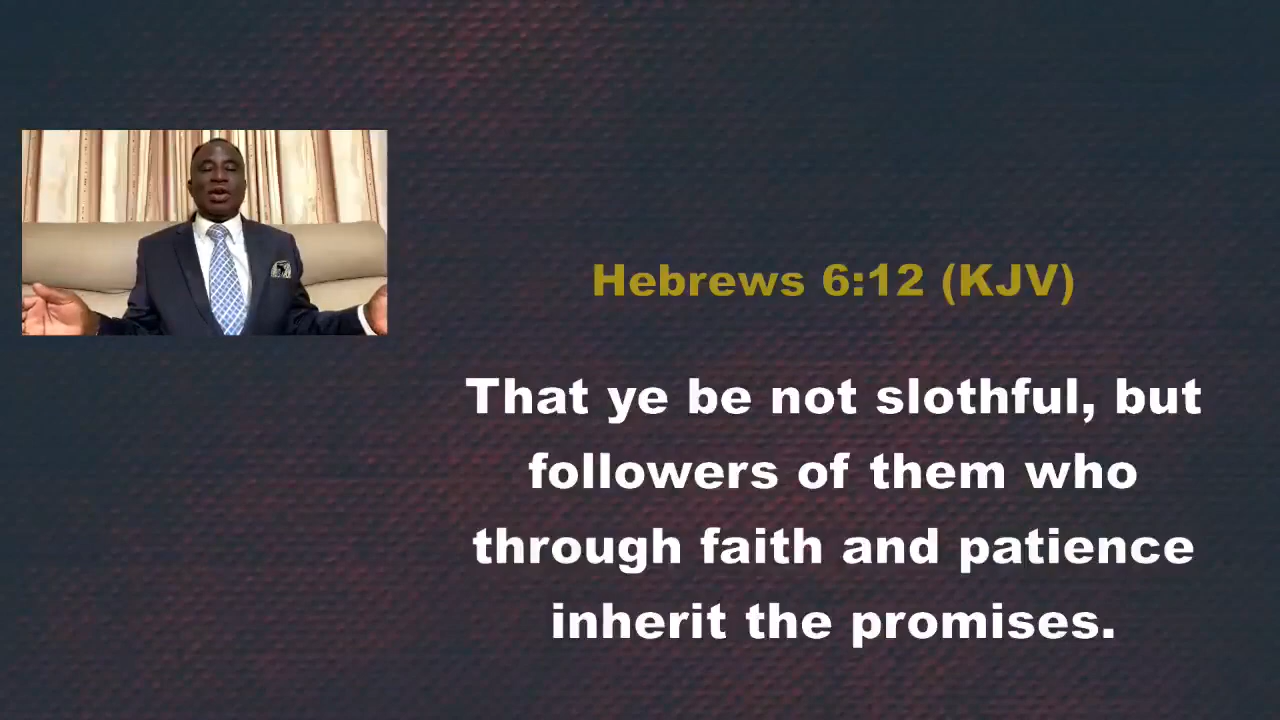 Hebrews 6:12 (KJV)
That ye be not slothful, but
followers of them who
through faith and patience
inherit the promises.